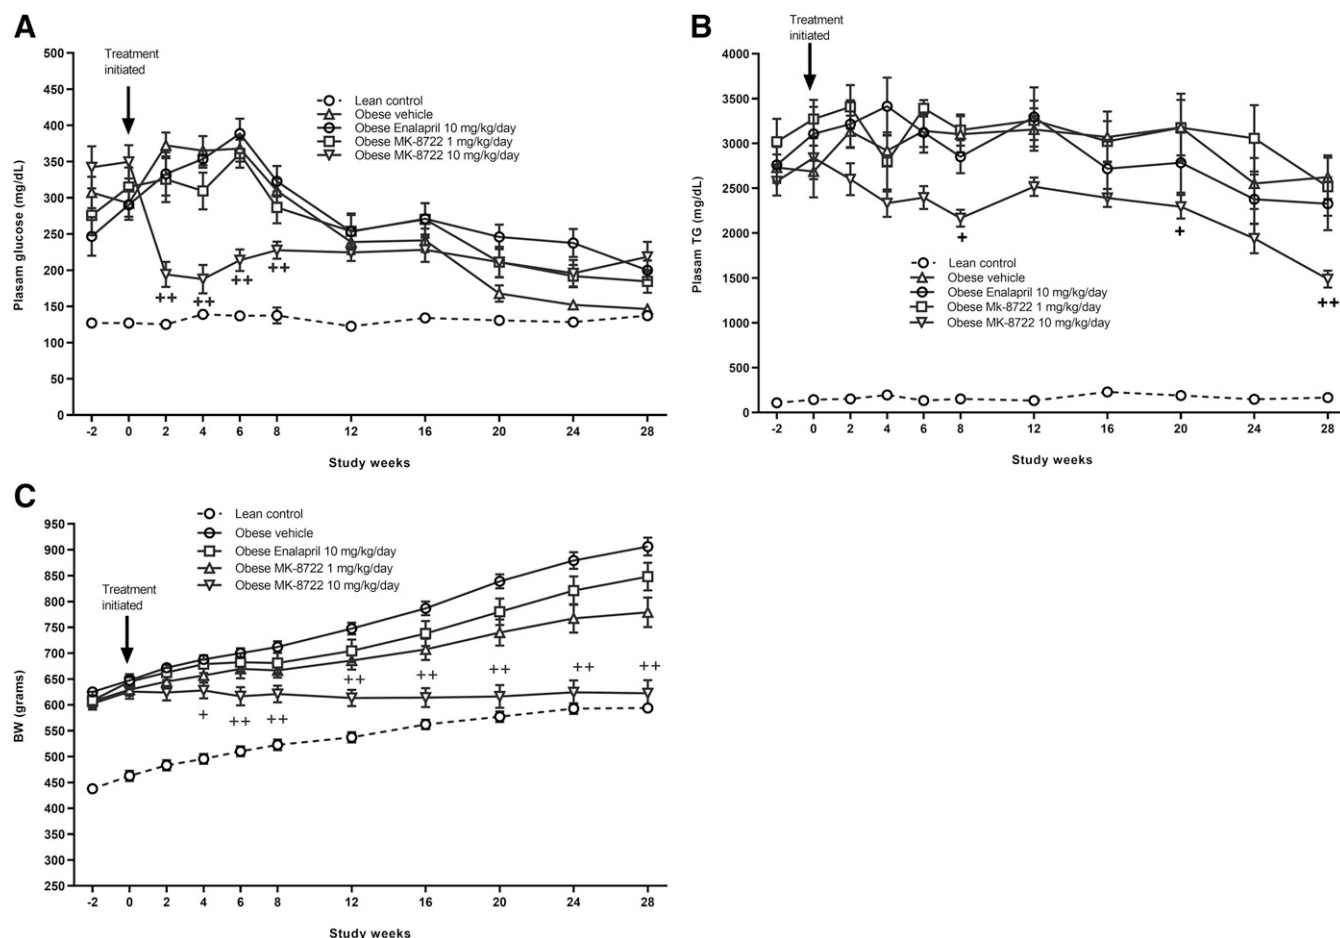 A
Treatment
initiated
Plasam glucose (mg/dL)
500
450
400
350
300
250
200
150
100
50
0
Lean control
Obese vehicle
Obese Enalapril 10 mg/kg/day
Obese MK-8722 1 mg/kg/day
Obese MK-8722 10 mg/kg/day
++ ++ ++ ++
-2 0 2 4 6 8 12 16 20 24 28
Study weeks
B
Treatment
initiated
Plasam TG (mg/dL)
4000
3500
3000
2500
2000
1500
1000
500
0
+ + ++
Lean control
Obese vehicle
Obese Enalapril 10 mg/kg/day
Obese MK-8722 1 mg/kg/day
Obese MK-8722 10 mg/kg/day
-2 0 2 4 6 8 12 16 20 24 28
Study weeks
C
Lean control
Obese vehicle
Obese Enalapril 10 mg/kg/day
Obese MK-8722 1 mg/kg/day
Obese MK-8722 10 mg/kg/day
Treatment
initiated
BW (grams)
950
900
850
800
750
700
650
600
550
500
450
400
350
300
250
+ ++ ++ ++ ++ ++ ++ ++
-2 0 2 4 6 8 12 16 20 24 28
Study weeks